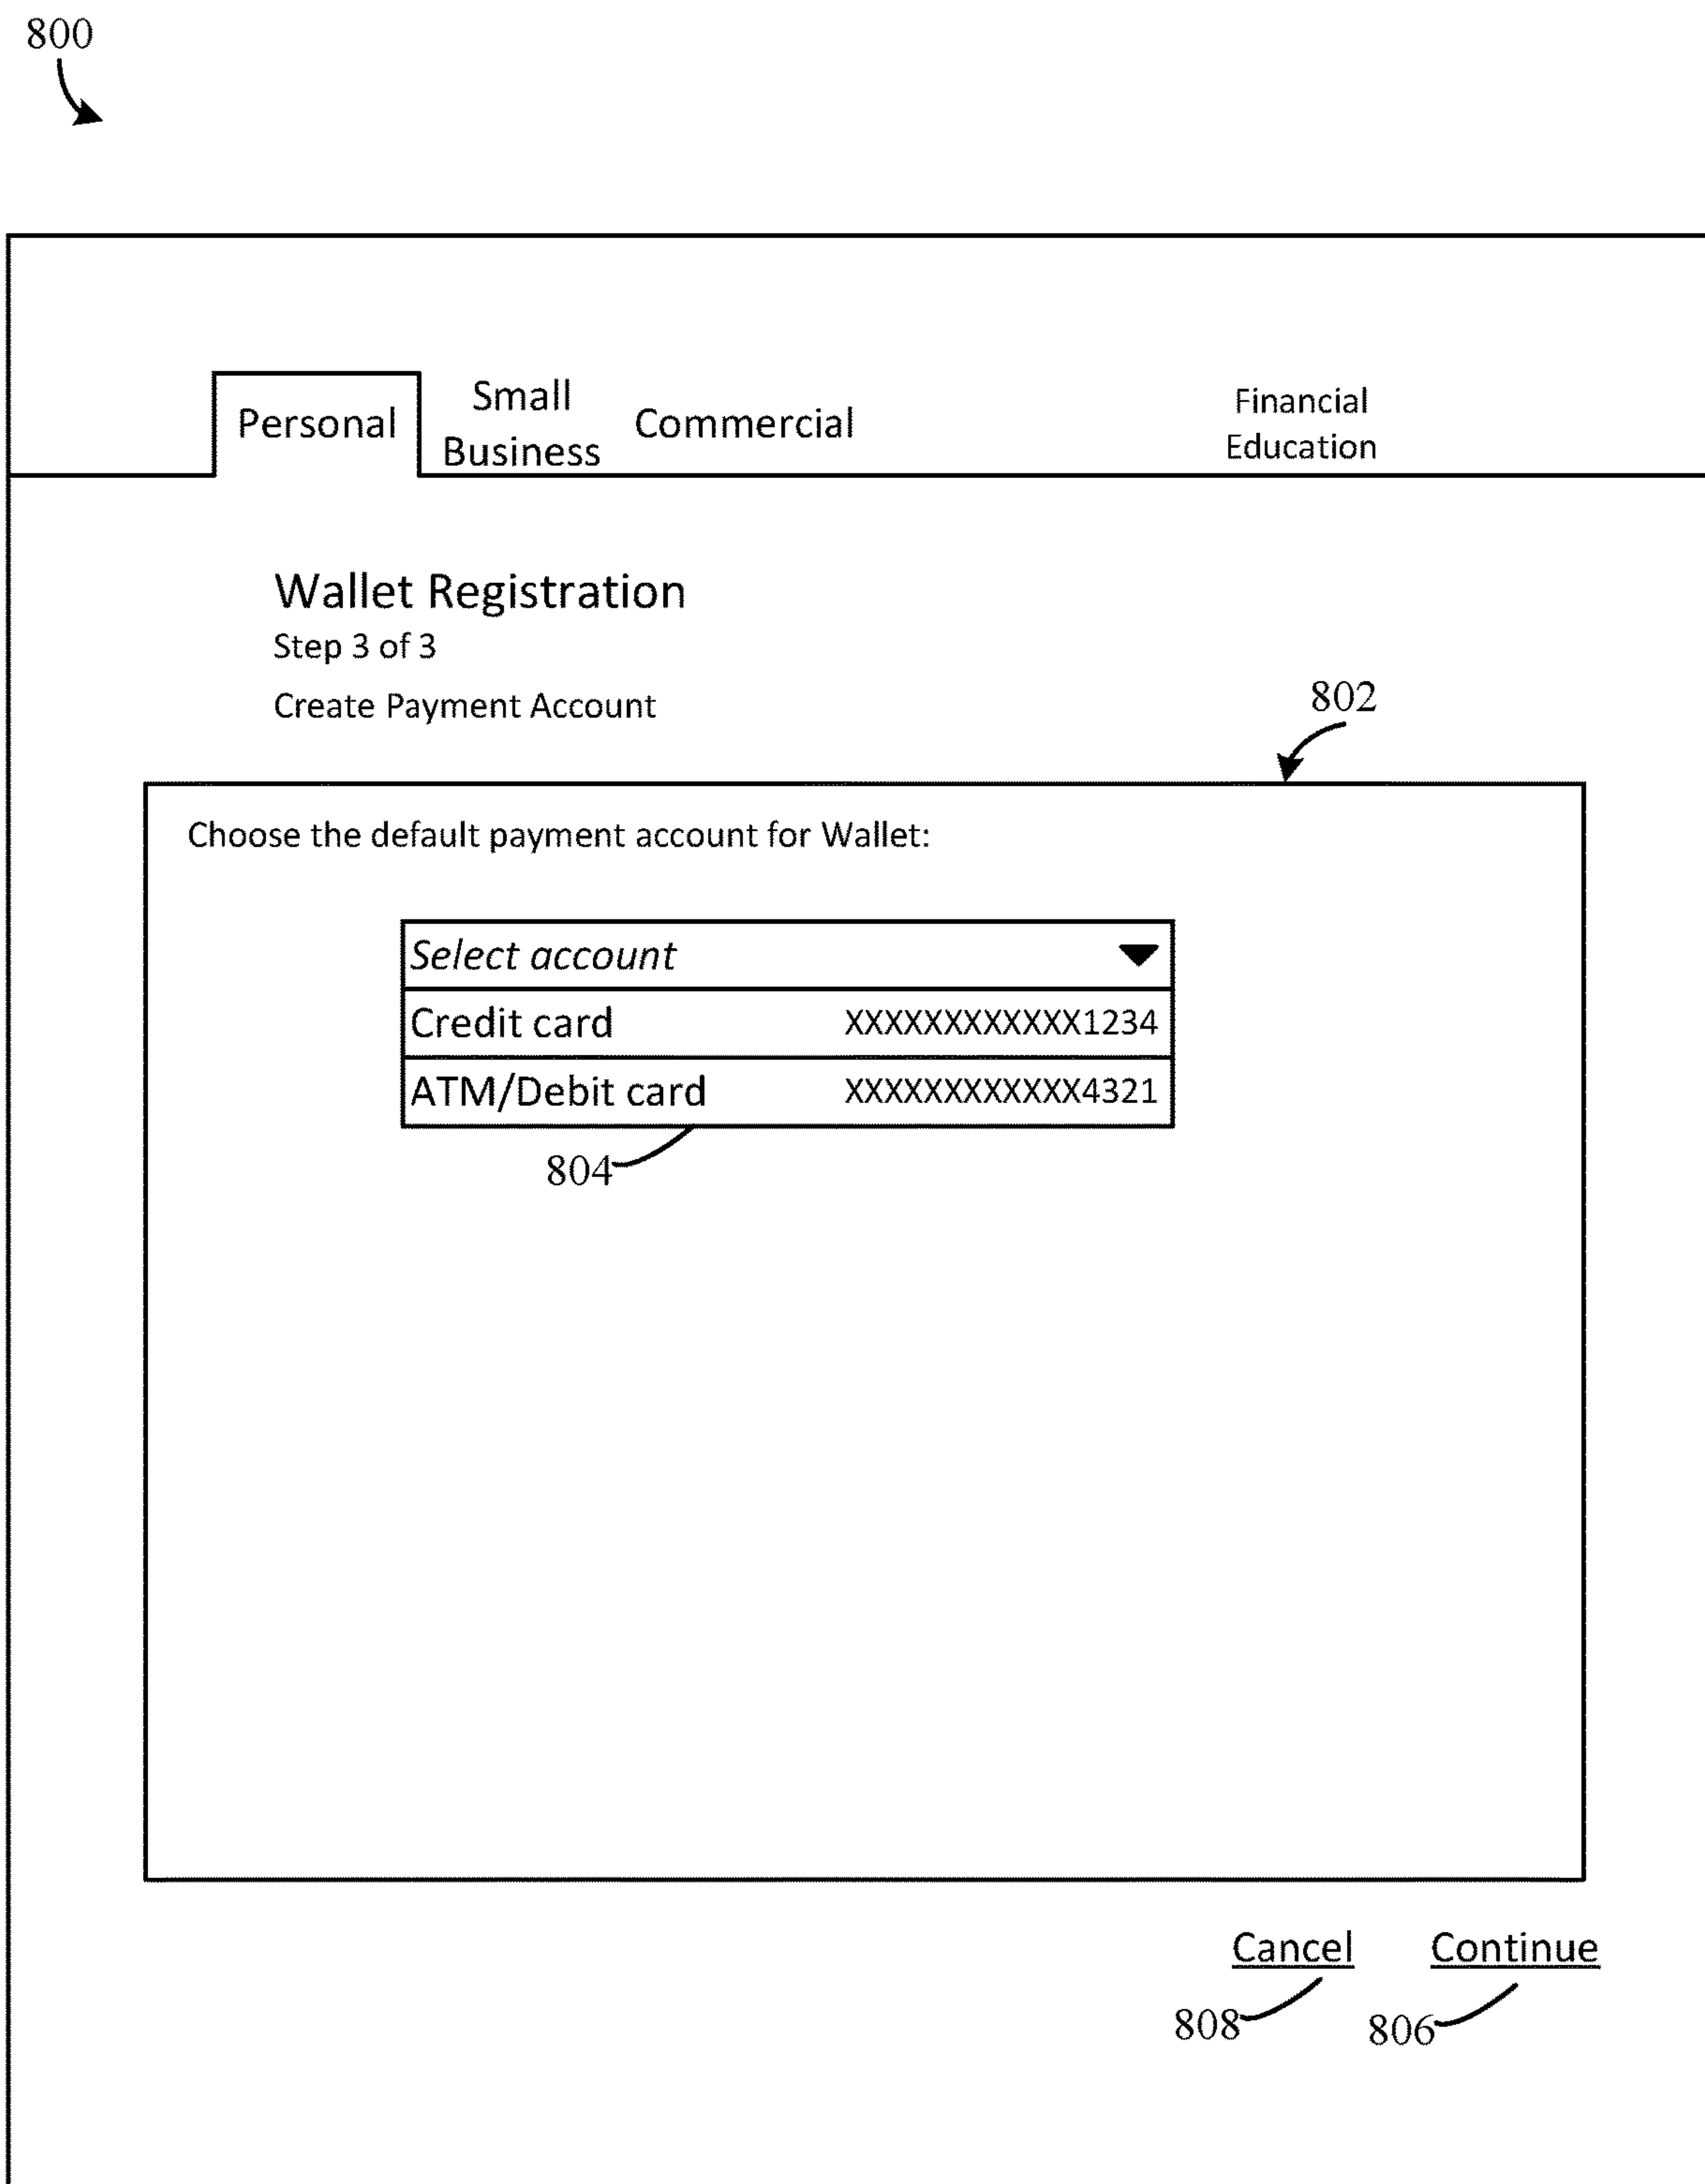 800
Personal
Small
Business
Commercial
Financial
Education
Wallet Registration
Step 3 of 3
Create Payment Account
802
Choose the default payment account for Wallet:
Select account
Credit card XXXXXXXXXXXX1234
ATM/Debit card XXXXXXXXXXXX4321
804
Cancel Continue
808 806